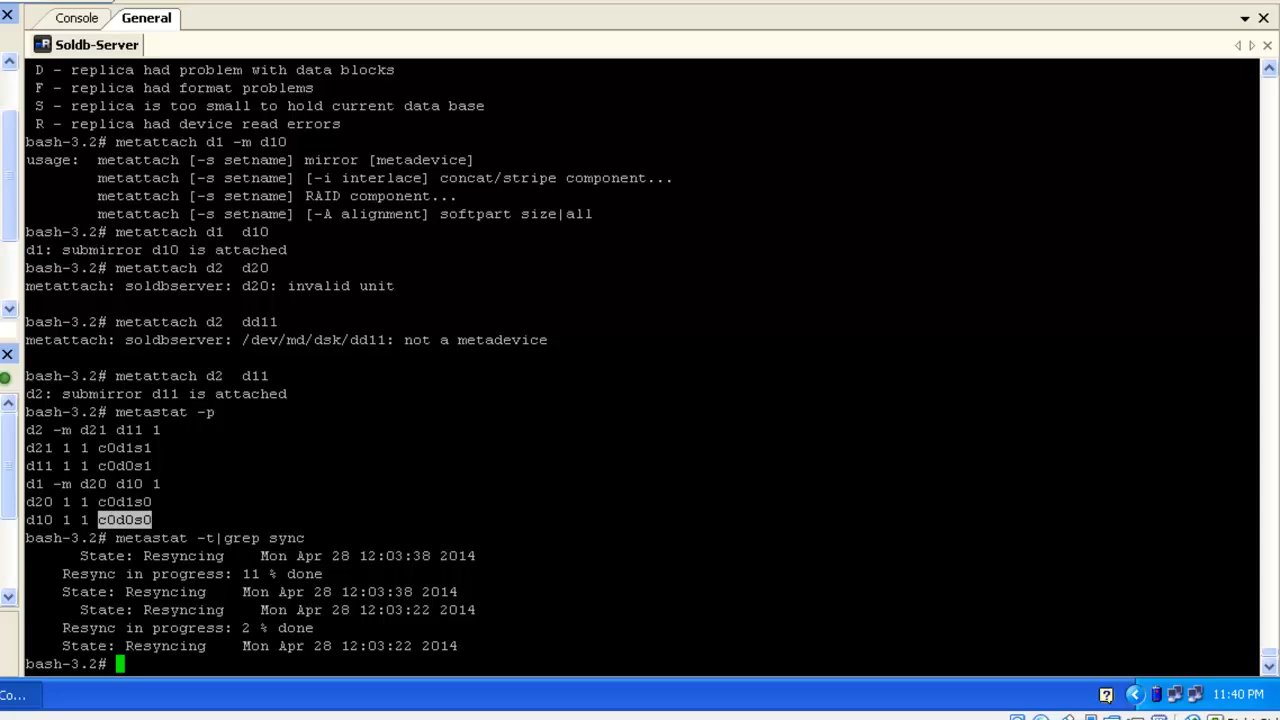 Console General
Soldb-Server
D - replica had problem with data blocks
F - replica had format problems
S - replica is too small to hold current data base
R - replica had device read errors
bash-3.2# metattach d1 -m d10
usage: metattach [-s setname] mirror [metadevice]
metattach [-s setname] [-i interlace] concat/stripe component...
metattach [-s setname] RAID component...
metattach [-s setname] [-A alignment] softpart size|all
bash-3.2# metattach d1 d10
d1: submirror d10 is attached
bash-3.2# metattach d2 d20
metattach: soldbserver: d20: invalid unit
bash-3.2# metattach d2 dd11
metattach: soldbserver: /dev/md/dsk/dd11: not a metadevice
bash-3.2# metattach d2 d11
d2: submirror d11 is attached
bash-3.2# metastat -p
d2 -m d21 d11 1
d21 1 1 c0d1s1
d11 1 1 c0d0s1
d1 -m d20 d10 1
d20 1 1 c0d1s0
d10 1 1 c0d0s0
bash-3.2# metastat -t|grep sync
State: Resyncing Mon Apr 28 12:03:38 2014
Resync in progress: 11 % done
State: Resyncing Mon Apr 28 12:03:38 2014
State: Resyncing Mon Apr 28 12:03:22 2014
Resync in progress: 2 % done
State: Resyncing Mon Apr 28 12:03:22 2014
bash-3.2#
Co... 11:40 PM